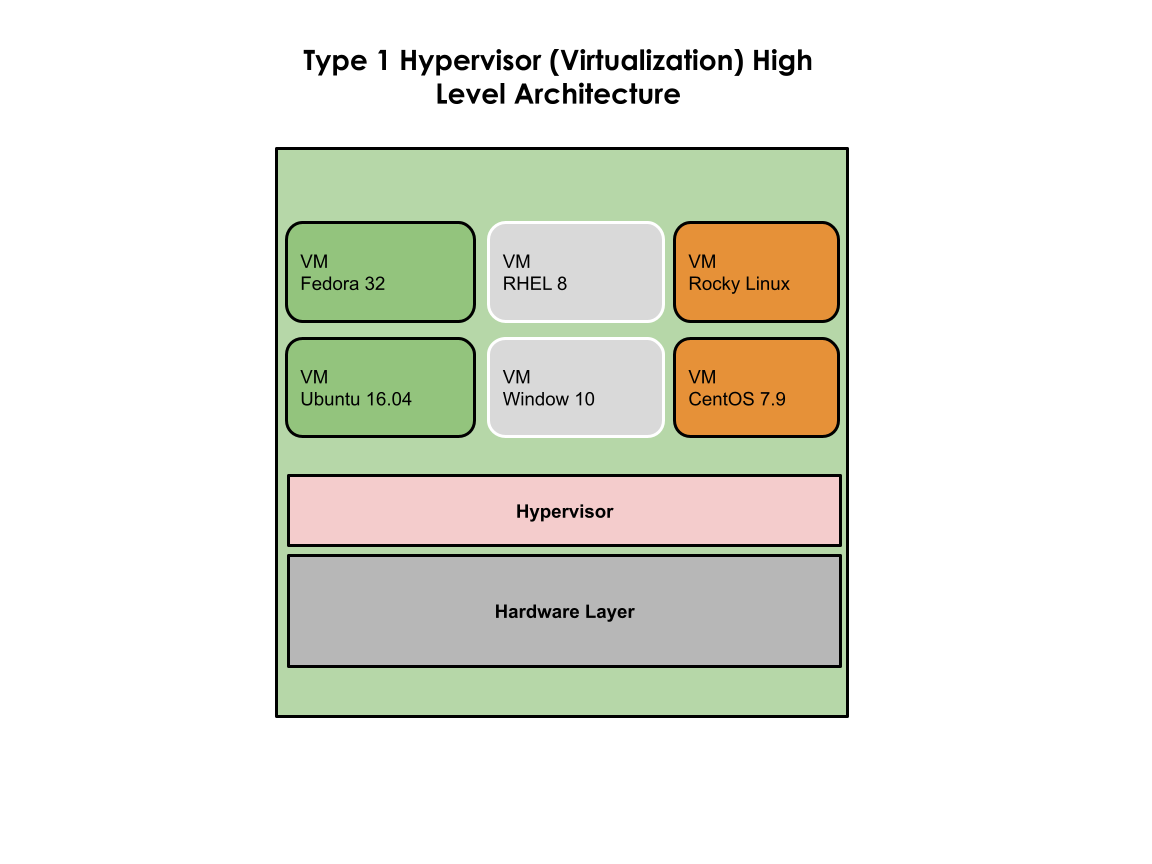 Type 1 Hypervisor (Virtualization) High
Level Architecture
VM
Fedora 32
VM
RHEL 8
VM
Rocky Linux
VM
Ubuntu 16.04
VM
Window 10
VM
CentOS 7.9
Hypervisor
Hardware Layer